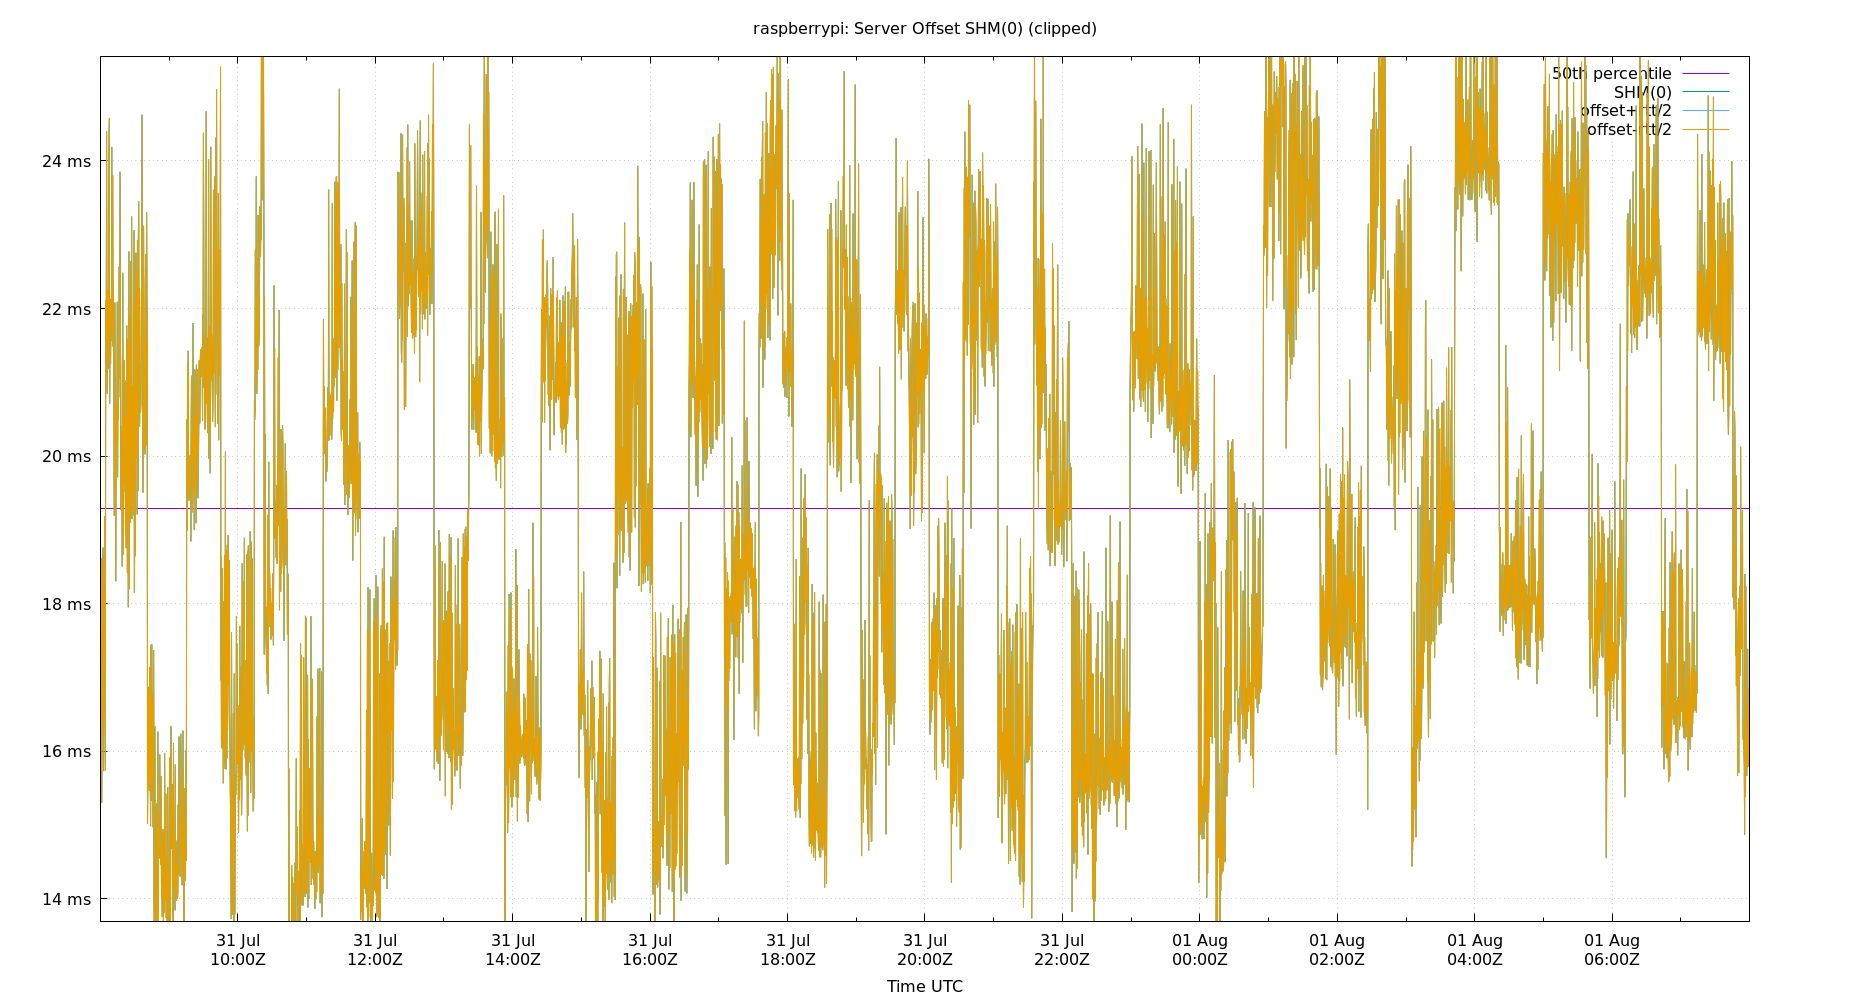 raspberrypi: Server Offset SHM(0) (clipped)
50th percentile
SHM(0)
offset+rtt/2
offset-rtt/2
24 ms
22 ms
20 ms
18 ms
16 ms
14 ms
31 Jul 31 Jul 31 Jul 31 Jul 31 Jul 31 Jul 31 Jul 01 Aug 01 Aug 01 Aug 01 Aug
10:00Z 12:00Z 14:00Z 16:00Z 18:00Z 20:00Z 22:00Z 00:00Z 02:00Z 04:00Z 06:00Z
Time UTC